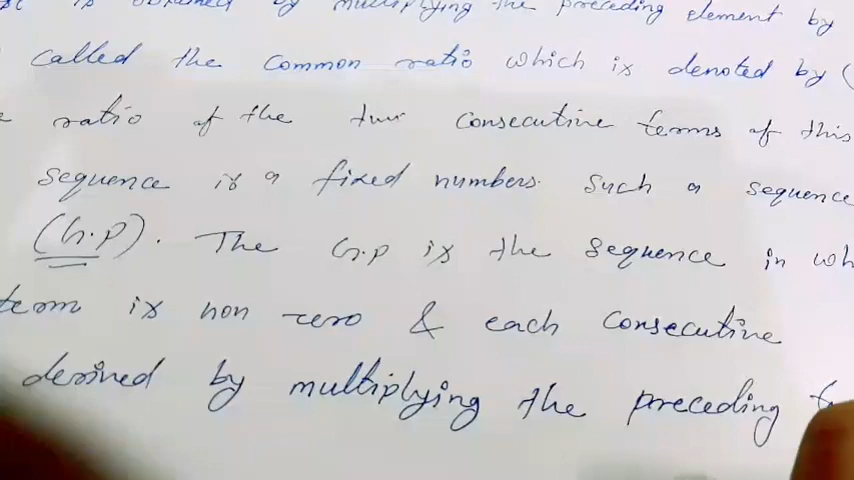 is obtained by multiplying the preceding element by
called the common ratio which is denoted by (
ratio of the two consecutive terms of this
sequence is a fixed numbers. Such a sequence
(G.P). The G.P is the sequence in wh
term is non zero & each consecutive
derived by multiplying the preceding